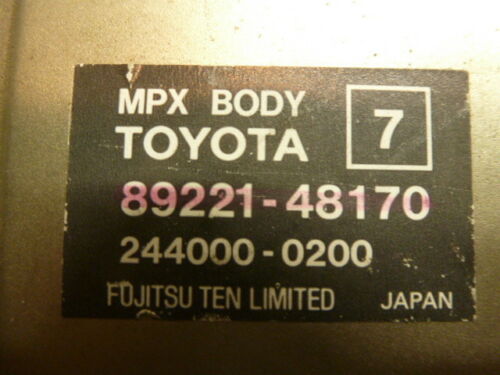 MPX BODY
TOYOTA 7
89221-48170
244000-0200
FUJITSU TEN LIMITED JAPAN